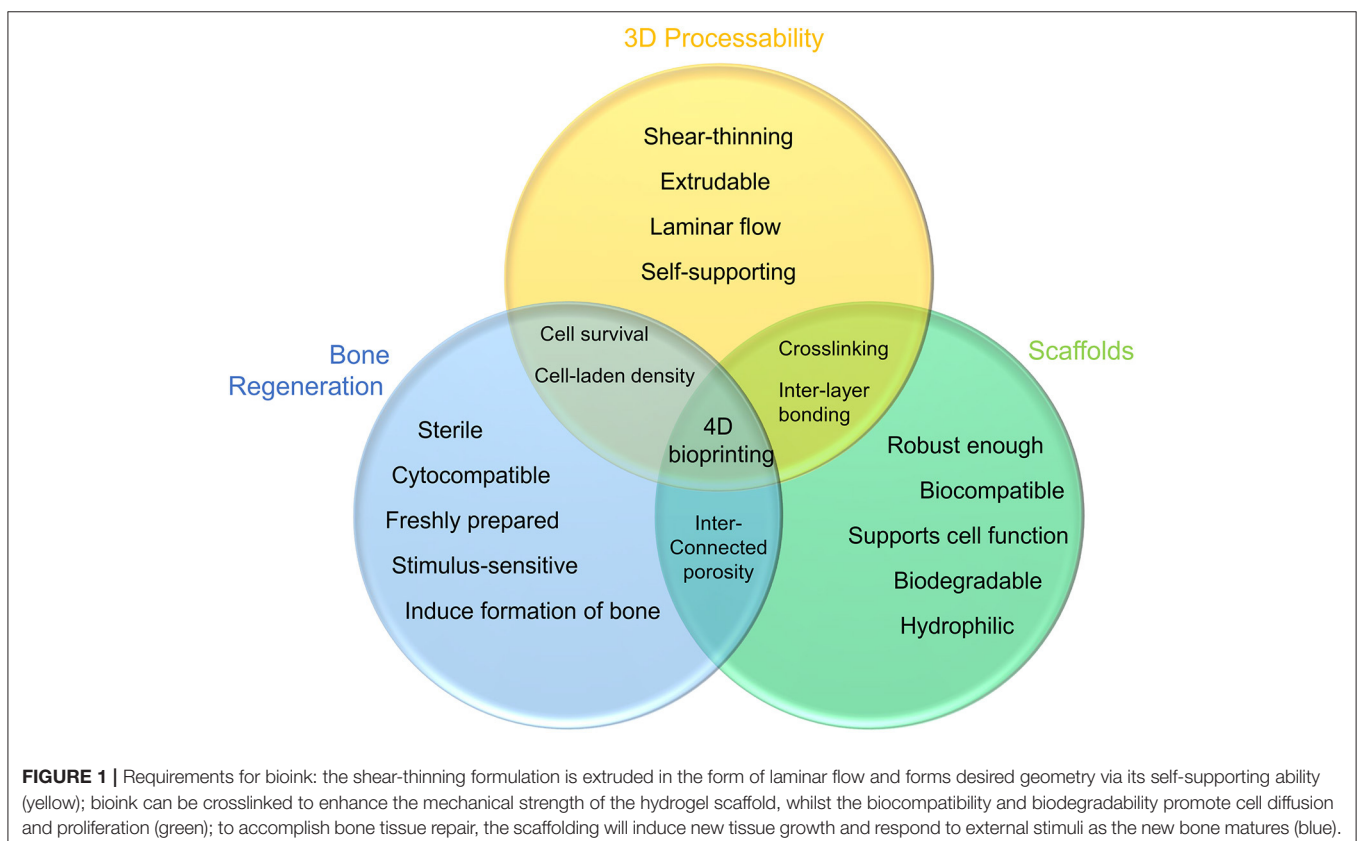 3D Processability
Shear-thinning
Extrudable
Laminar flow
Self-supporting
Cell survival
Cell-laden density
Crosslinking
Inter-layer
bonding
Bone
Regeneration
Scaffolds
4D
bioprinting
Sterile
Cytocompatible
Freshly prepared
Stimulus-sensitive
Induce formation of bone
Inter-
Connected
porosity
Robust enough
Biocompatible
Supports cell function
Biodegradable
Hydrophilic
FIGURE 1 | Requirements for bioink: the shear-thinning formulation is extruded in the form of laminar flow and forms desired geometry via its self-supporting ability
(yellow); bioink can be crosslinked to enhance the mechanical strength of the hydrogel scaffold, whilst the biocompatibility and biodegradability promote cell diffusion
and proliferation (green); to accomplish bone tissue repair, the scaffolding will induce new tissue growth and respond to external stimuli as the new bone matures (blue).